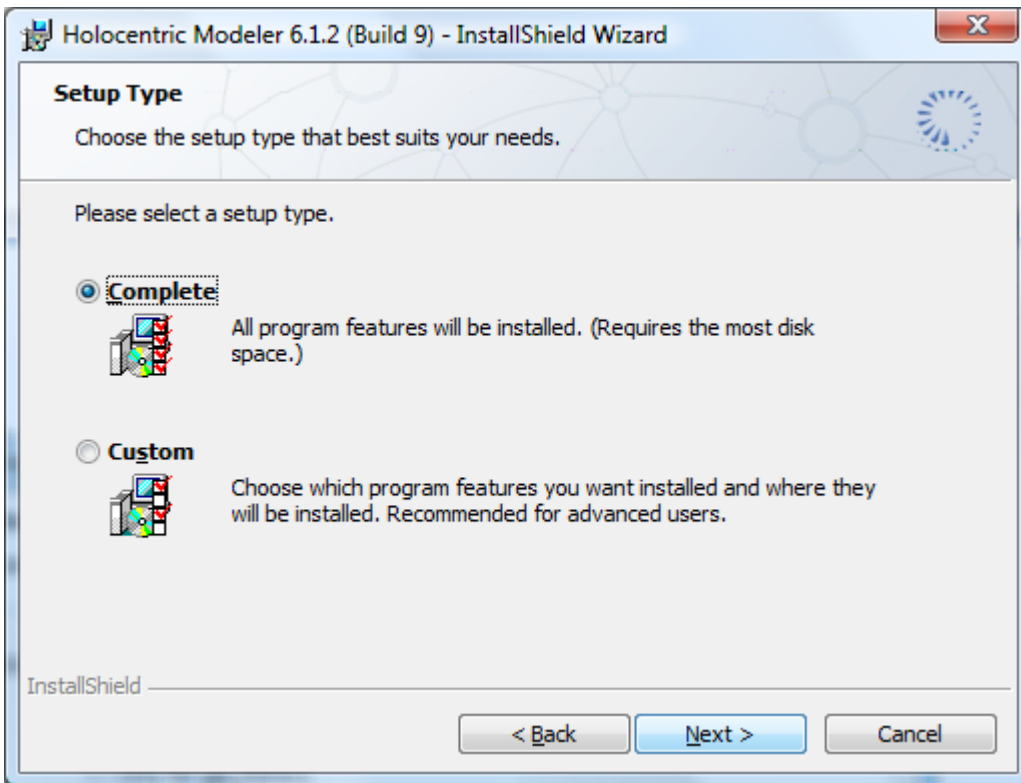 Holocentric Modeler 6.1.2 (Build 9) - InstallShield Wizard
Setup Type
Choose the setup type that best suits your needs.
Please select a setup type.
Complete
All program features will be installed. (Requires the most disk
space.)
Custom
Choose which program features you want installed and where they
will be installed. Recommended for advanced users.
InstallShield
< Back
Next >
Cancel